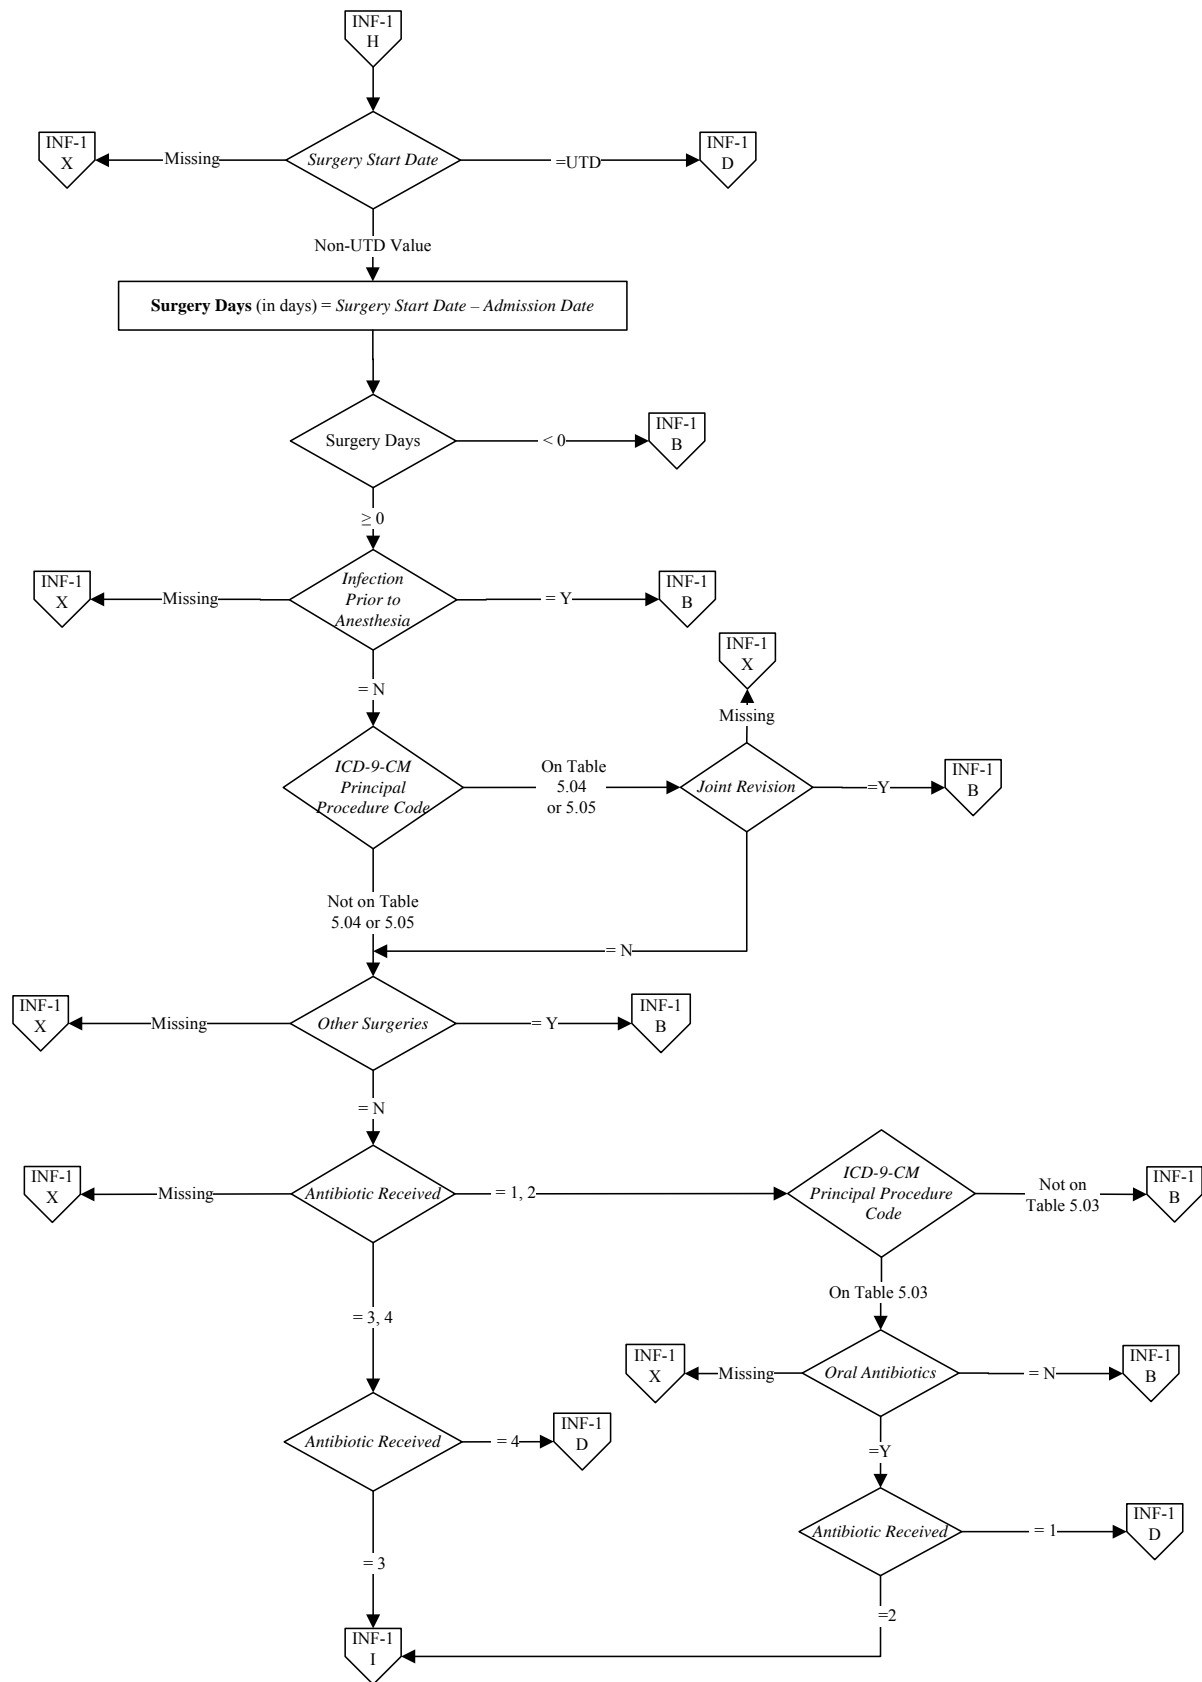 INF-1
H
INF-1
X
Missing
Surgery Start Date
=UTD
INF-1
D
Non-UTD Value
Surgery Days (in days) = Surgery Start Date – Admission Date
Surgery Days
< 0
INF-1
B
≥ 0
INF-1
X
Missing
Infection
Prior to
Anesthesia
= Y
INF-1
B
= N
INF-1
X
Missing
ICD-9-CM
Principal
Procedure Code
On Table
5.04
or 5.05
Joint Revision
=Y
INF-1
B
Not on Table
5.04 or 5.05
= N
INF-1
X
Missing
Other Surgeries
= Y
INF-1
B
= N
INF-1
X
Missing
Antibiotic Received
= 1, 2
ICD-9-CM
Principal Procedure
Code
Not on
Table 5.03
INF-1
B
On Table 5.03
= 3, 4
INF-1
X
Missing
Oral Antibiotics
= N
INF-1
B
Antibiotic Received
= 4
INF-1
D
=Y
Antibiotic Received
= 1
INF-1
D
= 3
=2
INF-1
I